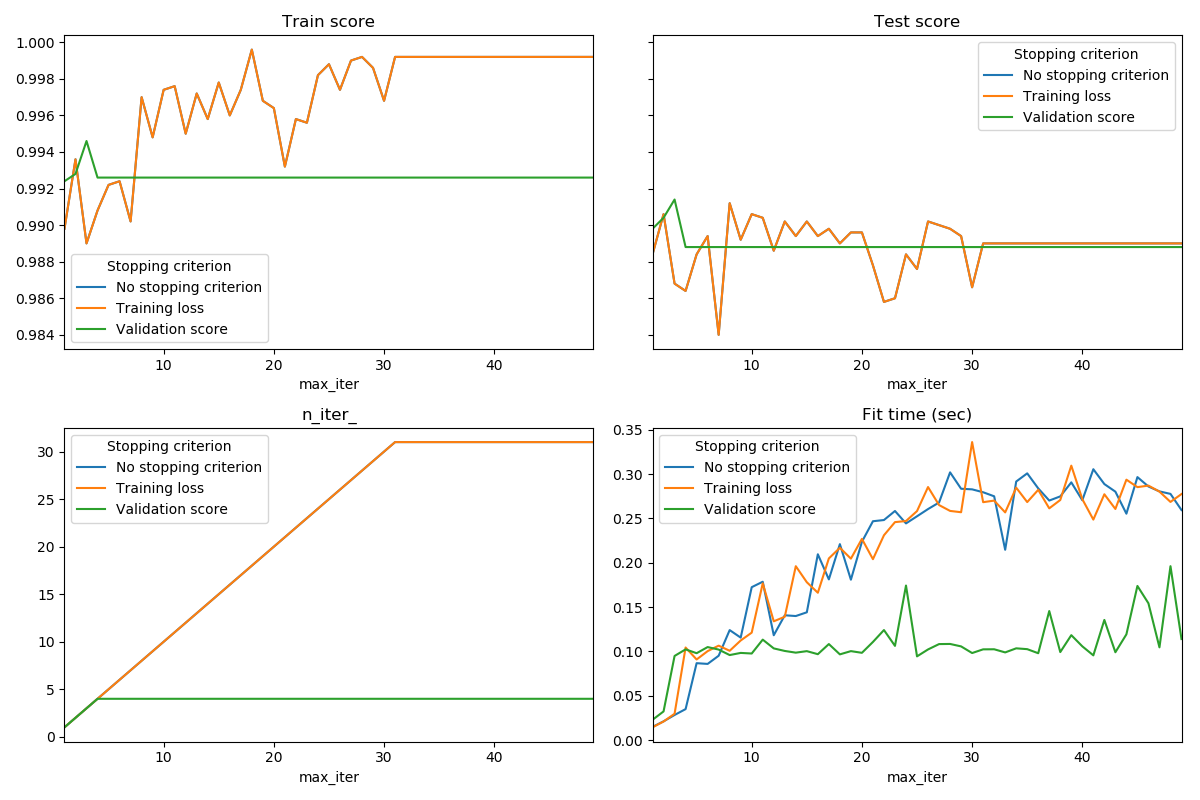 Train score
1.000
0.998
0.996
0.994
0.992
0.990
0.988
0.986
0.984
Stopping criterion
No stopping criterion
Training loss
Validation score
10
20
30
40
max_iter
Test score
Stopping criterion
No stopping criterion
Training loss
Validation score
10
20
30
40
max_iter
n_iter_
30
25
20
15
10
5
0
Stopping criterion
No stopping criterion
Training loss
Validation score
10
20
30
40
max_iter
Fit time (sec)
0.35
0.30
0.25
0.20
0.15
0.10
0.05
0.00
Stopping criterion
No stopping criterion
Training loss
Validation score
10
20
30
40
max_iter